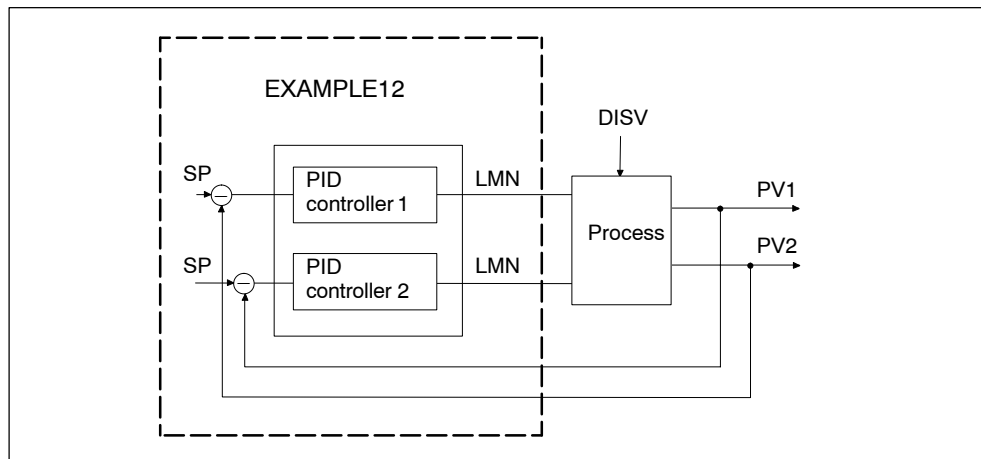 EXAMPLE12
DISV
SP
PID
controller 1
LMN
PV1
Process
PV2
SP
PID
controller 2
LMN